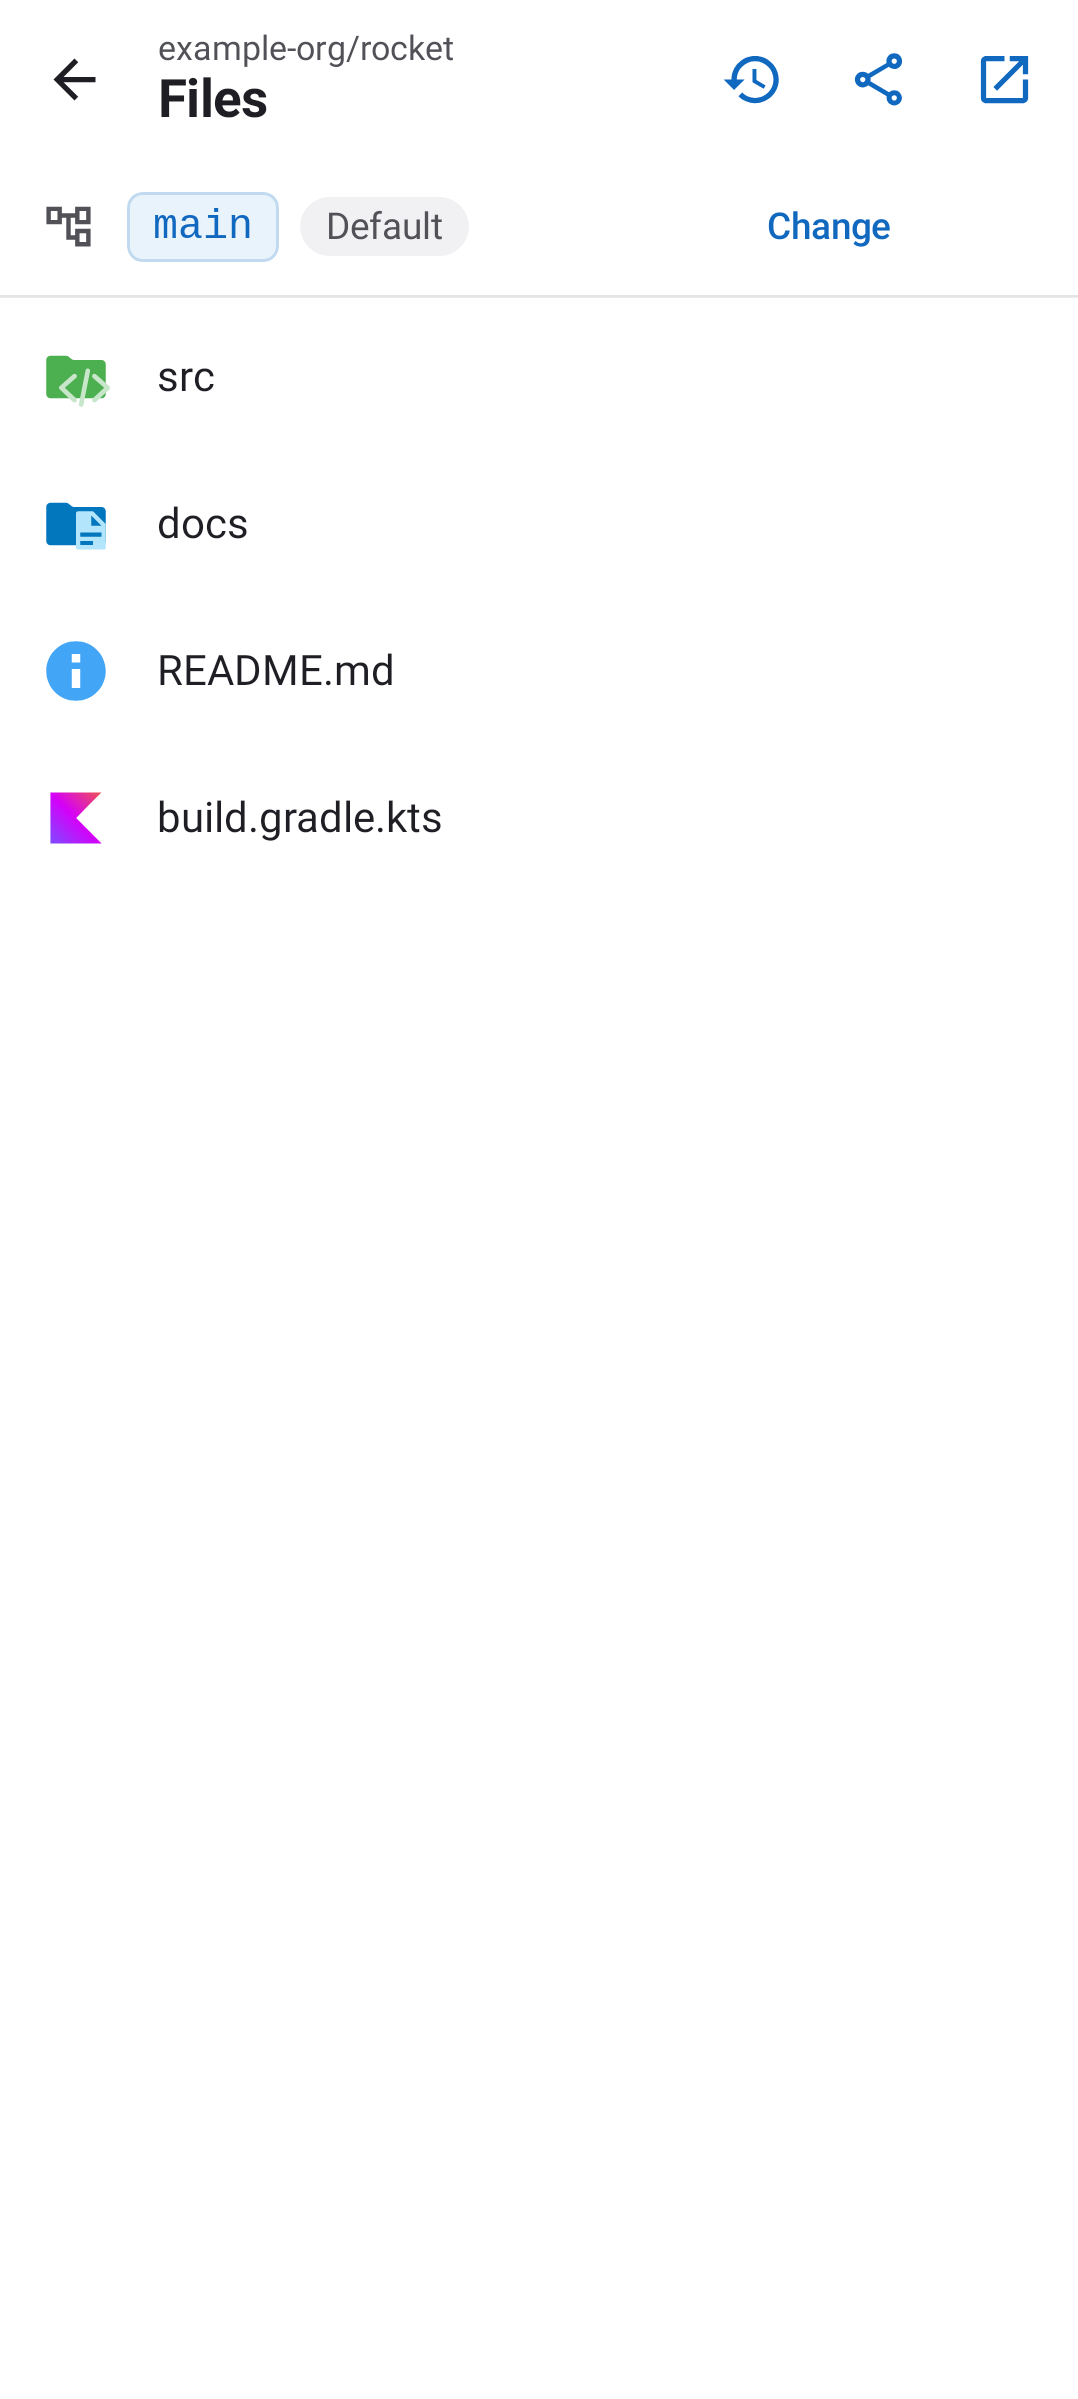 example-org/rocket
Files
main Default Change
src
docs
README.md
build.gradle.kts